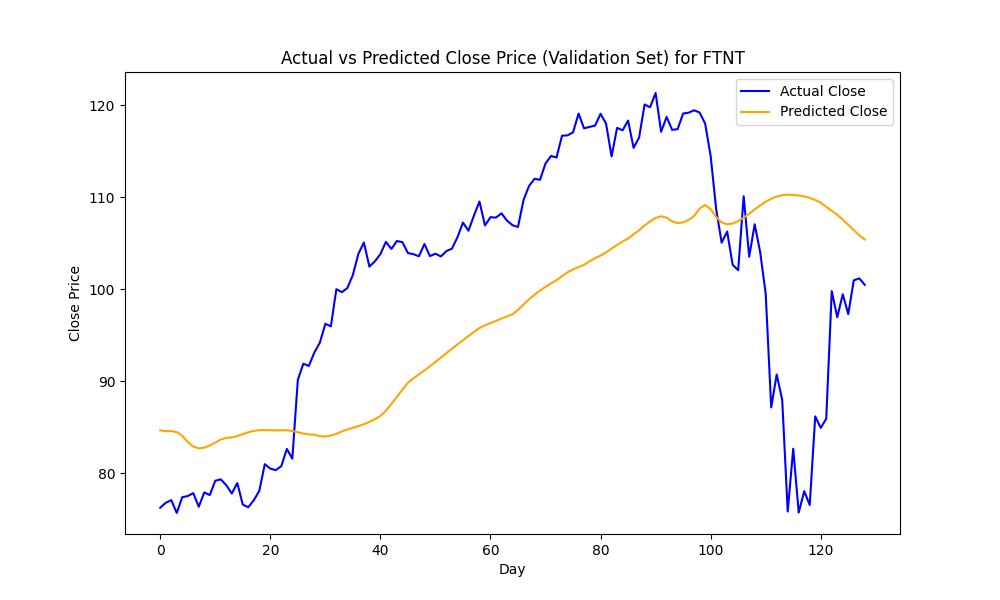 Actual vs Predicted Close Price (Validation Set) for FTNT
Actual Close
Predicted Close
120
110
100
90
80
Close Price
0 20 40 60 80 100 120
Day